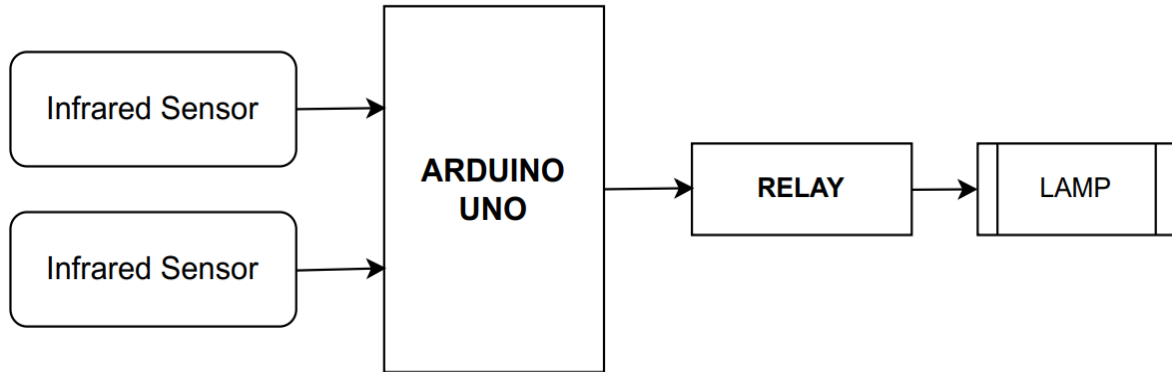 Infrared Sensor
Infrared Sensor
ARDUINO
UNO
RELAY
LAMP